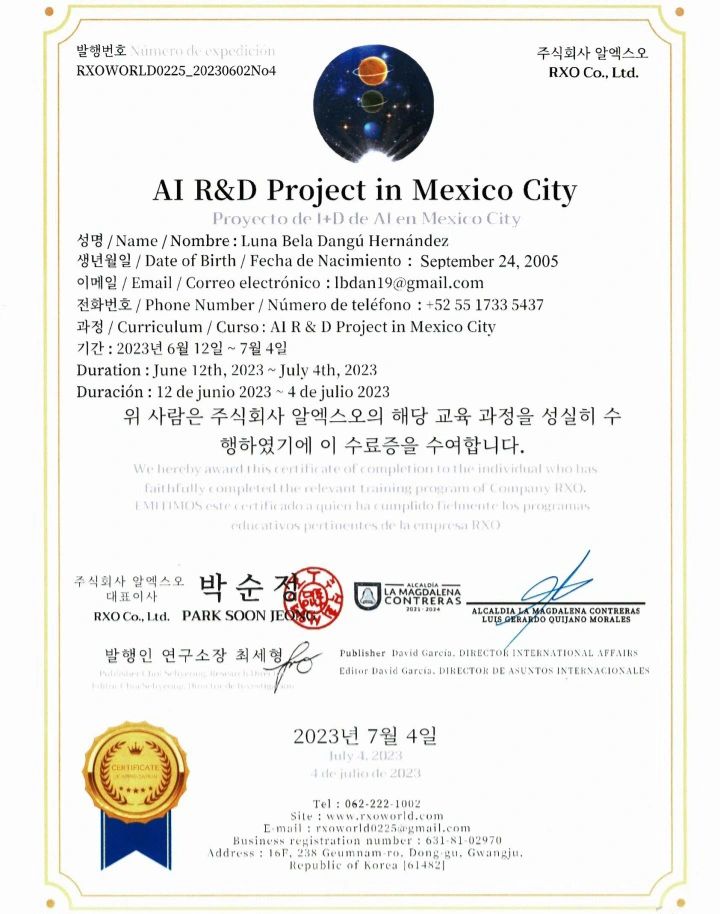 발행번호 Número de expedición
RXOWORLD0225_20230602No4
주식회사 알엑스오
RXO Co., Ltd.
AI R&D Project in Mexico City
Proyecto de I+D de AI en Mexico City
성명 / Name / Nombre : Luna Bela Dangú Hernández
생년월일 / Date of Birth / Fecha de Nacimiento : September 24, 2005
이메일 / Email / Correo electrónico : lbdan19@gmail.com
전화번호 / Phone Number / Número de teléfono : +52 55 1733 5437
과정 / Curriculum / Curso : AI R & D Project in Mexico City
기간 : 2023년 6월 12일 ~ 7월 4일
Duration : June 12th, 2023 ~ July 4th, 2023
Duración : 12 de junio 2023 ~ 4 de julio 2023
위 사람은 주식회사 알엑스오의 해당 교육 과정을 성실히 수
행하였기에 이 수료증을 수여합니다.
We hereby award this certificate of completion to the individual who has
faithfully completed the relevant training program of Company RXO.
EMITIMOS este certificado a quien ha cumplido fielmente los programas
educativos pertinentes de la empresa RXO
주식회사 알엑스오
대표이사
박 순 정
RXO Co., Ltd. PARK SOON JEONG
ALCALDÍA
LA MAGDALENA
CONTRERAS
2021 - 2024
ALCALDIA LA MAGDALENA CONTRERAS
LUIS GERARDO QUIJANO MORALES
발행인 연구소장 최세형
Publisher Choi Sehyeong, Research Director
Editor Choi Sehyeong, Director de Investigación
Publisher David García, DIRECTOR INTERNATIONAL AFFAIRS
Editor David García, DIRECTOR DE ASUNTOS INTERNACIONALES
2023년 7월 4일
July 4, 2023
4 de julio de 2023
CERTIFICATE
OF APPRECIATION
Tel : 062-222-1002
Site : www.rxoworld.com
E-mail : rxoworld0225@gmail.com
Business registration number : 631-81-02970
Address : 16F, 238 Geumnam-ro, Dong-gu, Gwangju,
Republic of Korea [61482]